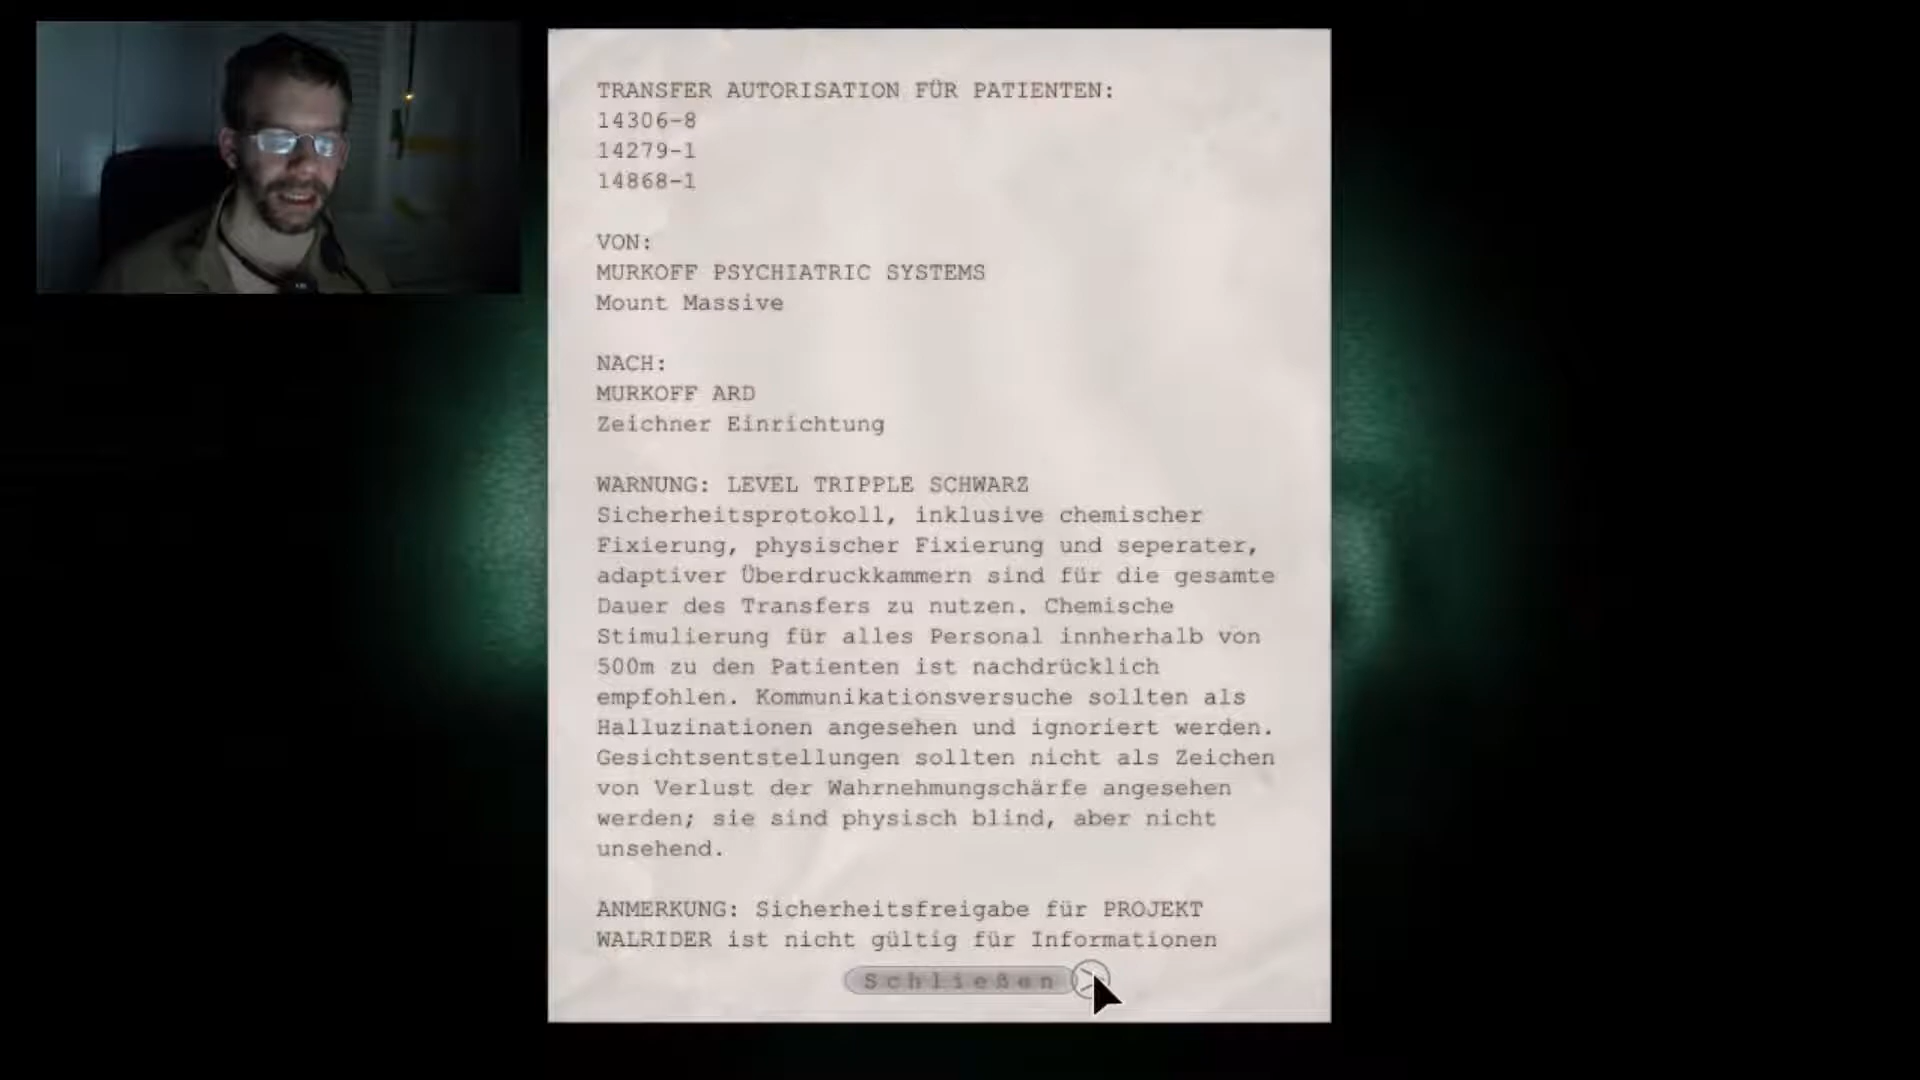 TRANSFER AUTORISATION FÜR PATIENTEN:
14306-8
14279-1
14868-1
VON:
MURKOFF PSYCHIATRIC SYSTEMS
Mount Massive
NACH:
MURKOFF ARD
Zeichner Einrichtung
WARNUNG: LEVEL TRIPPLE SCHWARZ
Sicherheitsprotokoll, inklusive chemischer
Fixierung, physischer Fixierung und seperater,
adaptiver Überdruckkammern sind für die gesamte
Dauer des Transfers zu nutzen. Chemische
Stimulierung für alles Personal innherhalb von
500m zu den Patienten ist nachdrücklich
empfohlen. Kommunikationsversuche sollten als
Halluzinationen angesehen und ignoriert werden.
Gesichtsentstellungen sollten nicht als Zeichen
von Verlust der Wahrnehmungschärfe angesehen
werden; sie sind physisch blind, aber nicht
unsehend.
ANMERKUNG: Sicherheitsfreigabe für PROJEKT
WALRIDER ist nicht gültig für Informationen
Schließen